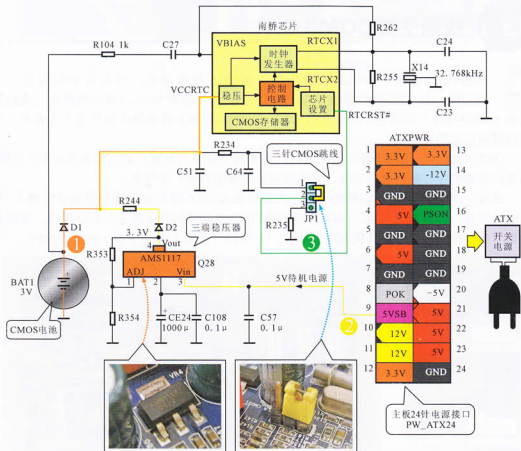 南桥芯片
VBIAS
RTCX1
R262
R104 1k
C27
时钟
发生器
C24
RTCX2
X14
R255
32.768kHz
VCCRTC
稳压
控制
电路
芯片
设置
CMOS存储器
RTCRST#
C23
R234
三针CMOS跳线
ATXPWR
C51
C64
1
2
3
JP1
R244
R235
D1
D2
三端稳压器
1
3.3V
Vout
4
R353
AMS1117
ADJ
Vin
Q28
1
2
3
BAT1
3V
CMOS电池
R354
CE24
1000μ
C108
0.1μ
C57
0.1μ
5V待机电源
3
2
1 3.3V 3.3V 13
2 3.3V -12V 14
3 GND GND 15
4 5V PSON 16
5 GND GND 17
6 5V GND 18
7 GND GND 19
8 POK -5V 20
9 5VSB 5V 21
10 12V 5V 22
11 12V 5V 23
12 3.3V GND 24
ATX
开关
电源
主板24针电源接口
PW_ATX24
VR4